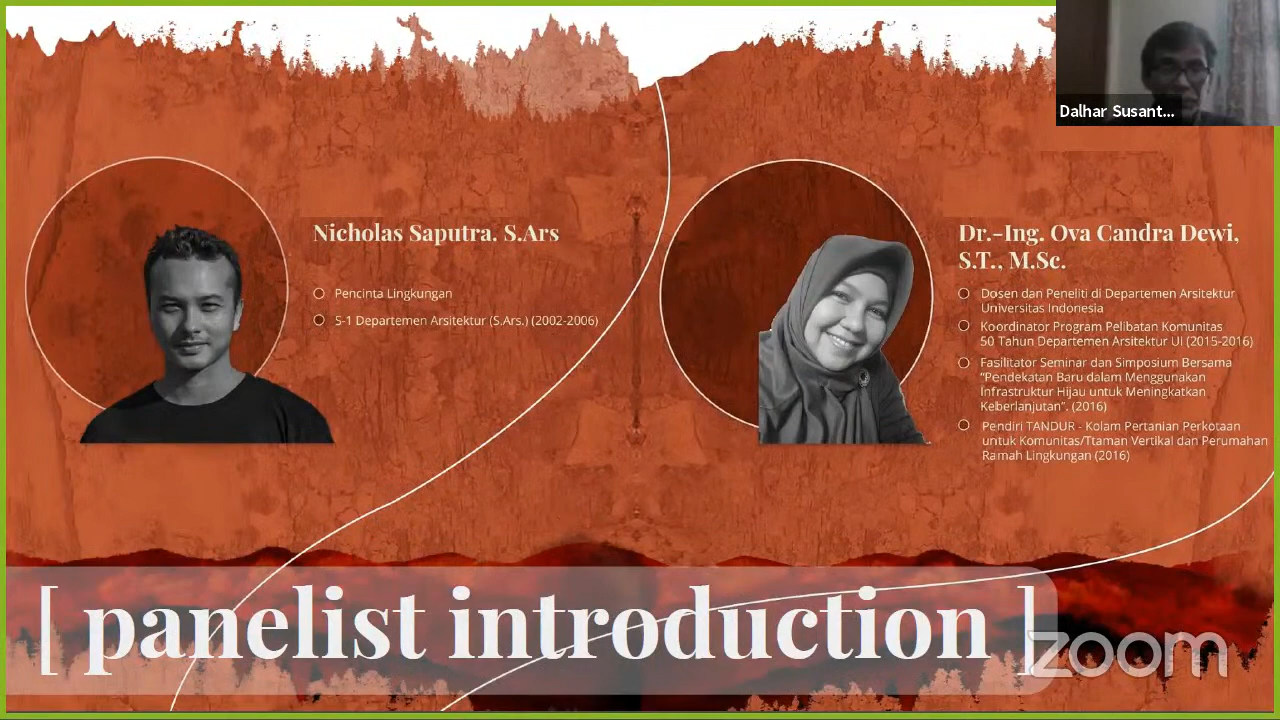 Dalhar Susant...
Nicholas Saputra. S.Ars
Pencinta Lingkungan
S-1 Departemen Arsitektur (S.Ars.) (2002-2006)
Dr.-Ing. Ova Candra Dewi,
S.T., M.Sc.
Dosen dan Peneliti di Departemen Arsitektur
Universitas Indonesia
Koordinator Program Pelibatan Komunitas
50 Tahun Departemen Arsitektur UI (2015-2016)
Fasilitator Seminar dan Simposium Bersama
"Pendekatan Baru dalam Menggunakan
Infrastruktur Hijau untuk Meningkatkan
Keberlanjutan". (2016)
Pendiri TANDUR - Kolam Pertanian Perkotaan
untuk Komunitas/Ttaman Vertikal dan Perumahan
Ramah Lingkungan (2016)
[ panelist introduction ]
zoom